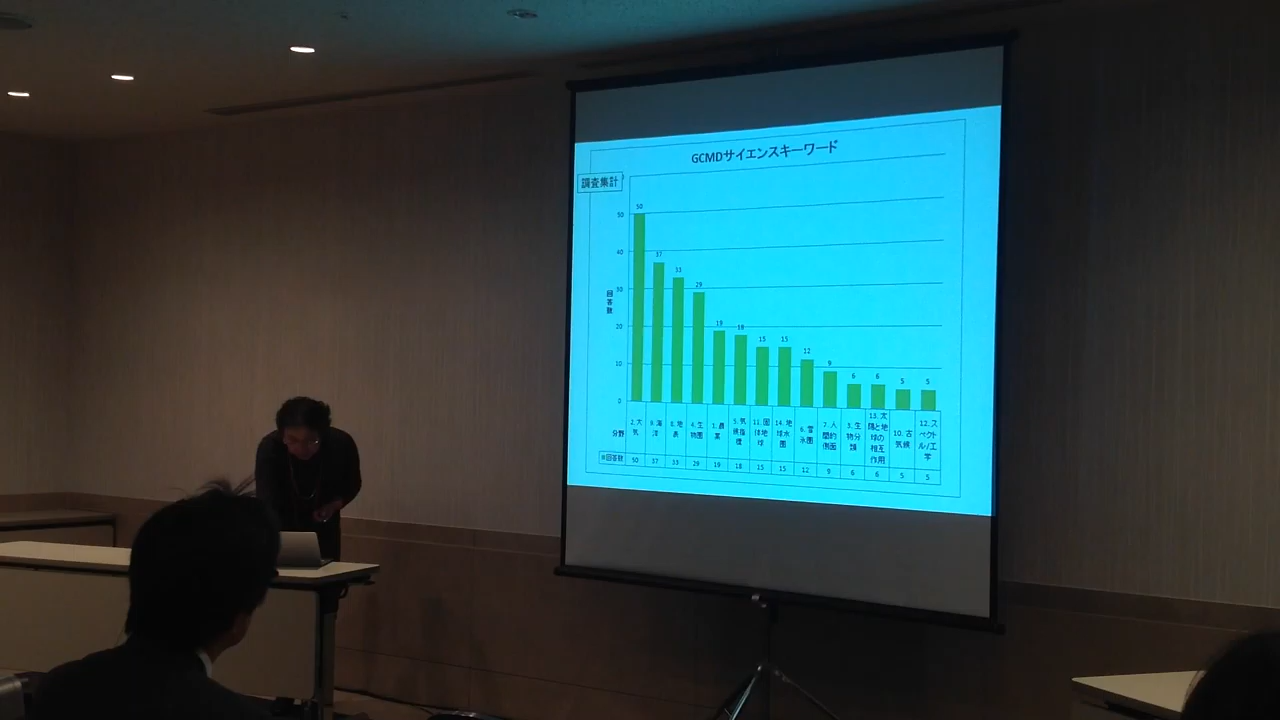 GCMDサイエンスキーワード
調査集計
50
40
30
20
10
0
回答数
50 37 33 29 19 18 15 15 12 9 6 6 5 5
分野
2. 大気
9. 海洋
8. 地表
4. 生物圏
1. 農業
5. 気候指標
11. 固体地球
14. 地球水圏
6. 雪氷圏
7. 人間的側面
3. 生物分類
13. 太陽と地球の相互作用
10. 古気候
12. スペクトル/工学
回答数 50 37 33 29 19 18 15 15 12 9 6 6 5 5